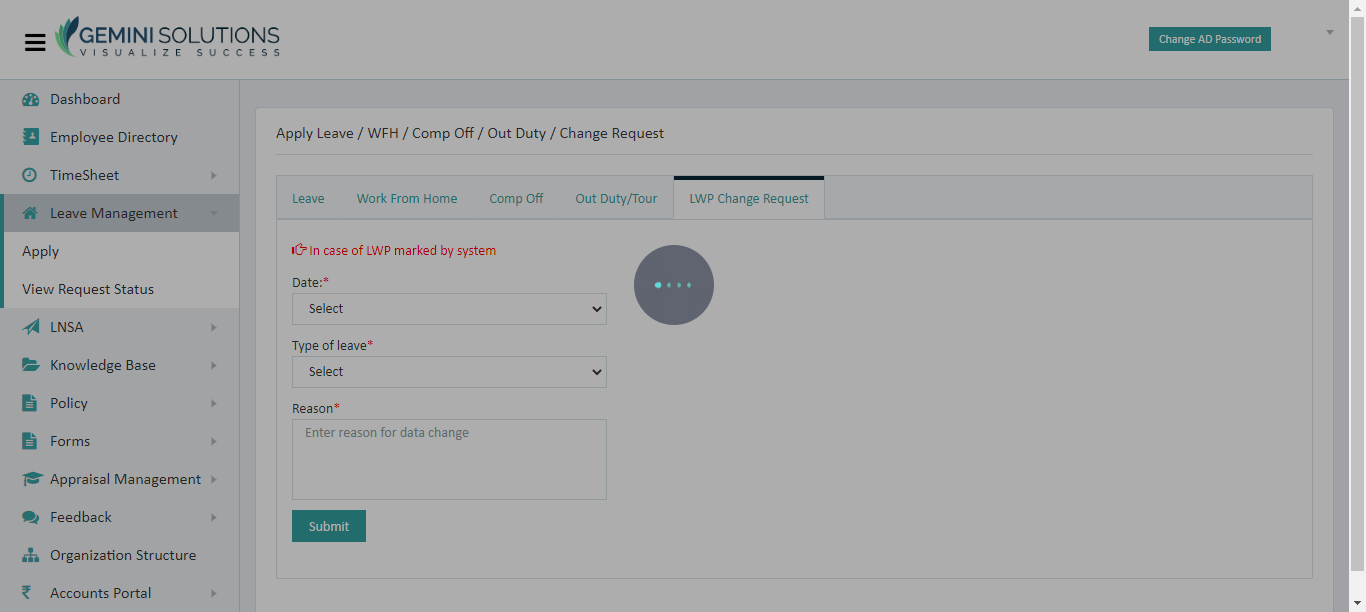 GEMINI SOLUTIONS
VISUALIZE SUCCESS
Change AD Password
Dashboard
Employee Directory
TimeSheet
Leave Management
Apply
View Request Status
LNSA
Knowledge Base
Policy
Forms
Appraisal Management
Feedback
Organization Structure
₹ Accounts Portal
Apply Leave / WFH / Comp Off / Out Duty / Change Request
Leave Work From Home Comp Off Out Duty/Tour LWP Change Request
In case of LWP marked by system
Date:*
Select
Type of leave*
Select
Reason*
Enter reason for data change
Submit